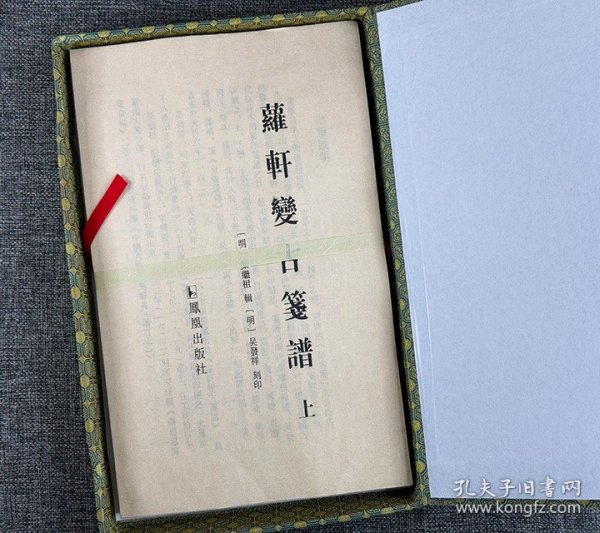 蘿軒變古箋譜 上
〔明〕 繼祖 輯 〔明〕吴發祥 刻印
鳳凰出版社
孔夫子旧书网
www.kongfz.com